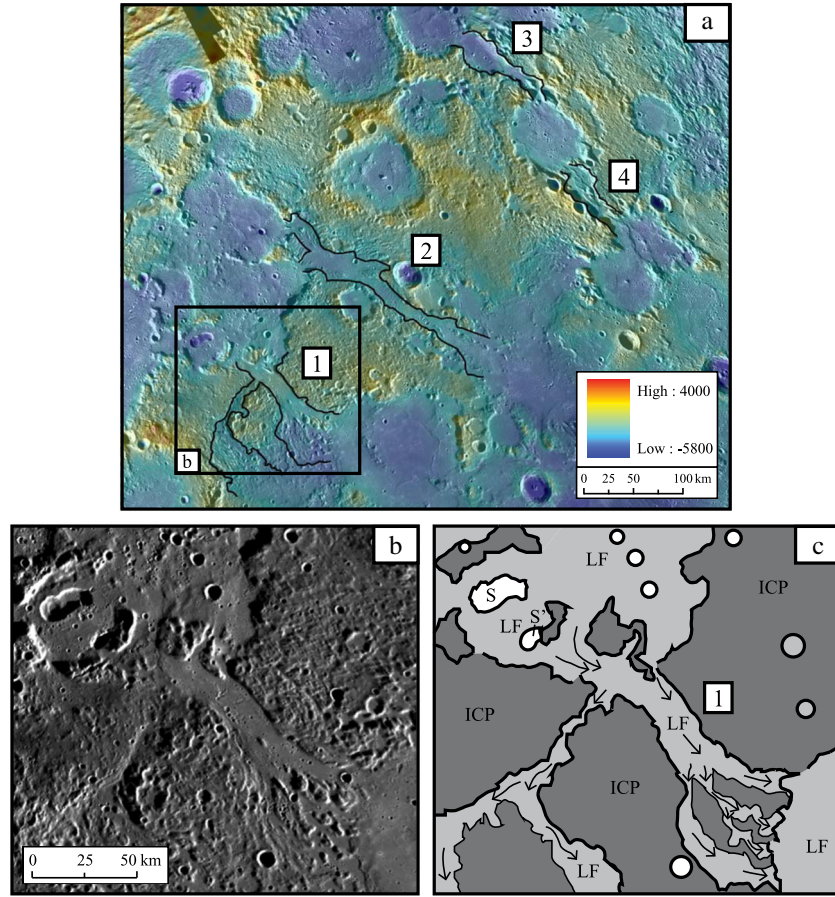 a
3
4
2
1
b
High : 4000
Low : -5800
0 25 50 100 km
b
0 25 50 km
c
LF
ICP
S
S'
LF
1
ICP
LF
ICP
LF
LF